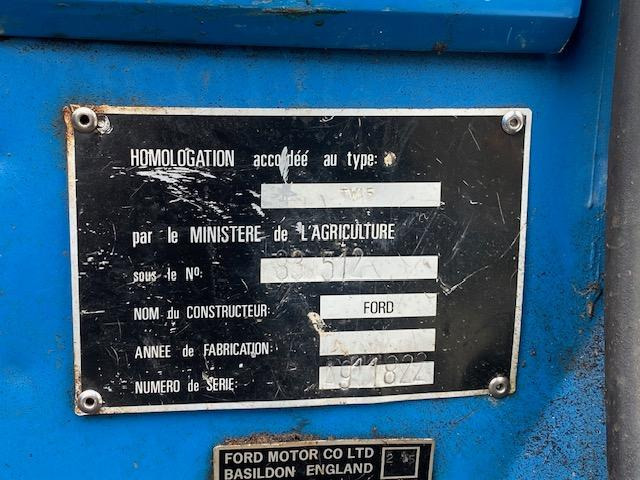 HOMOLOGATION accordée au type:
TW15
par le MINISTERE de L'AGRICULTURE
sous le No:
NOM du CONSTRUCTEUR: FORD
ANNEE de FABRICATION:
NUMERO de SERIE:
FORD MOTOR CO LTD
BASILDON ENGLAND